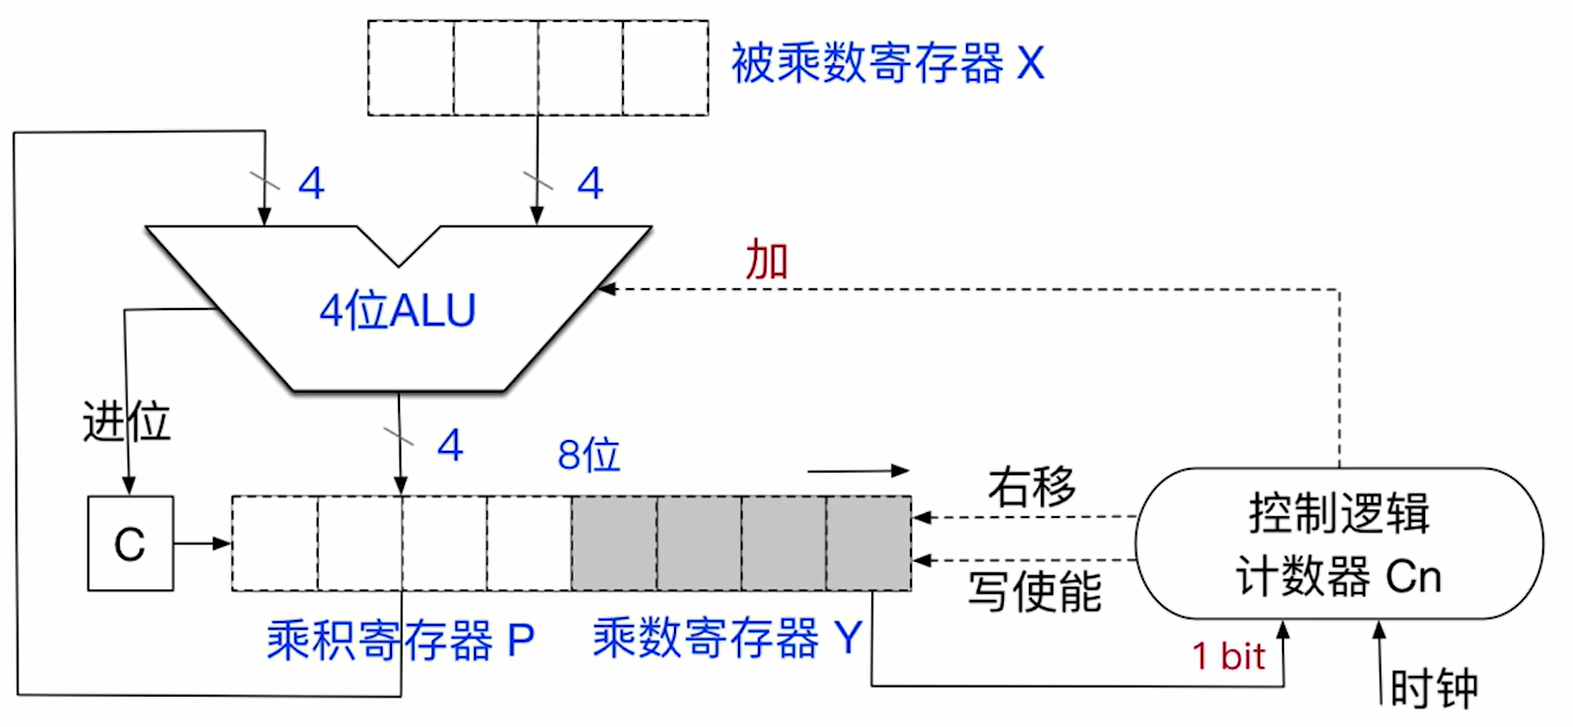 被乘数寄存器 X
4
4
加
4位ALU
进位
4
8位
右移
控制逻辑
计数器 Cn
C
写使能
乘积寄存器 P
乘数寄存器 Y
1 bit
时钟